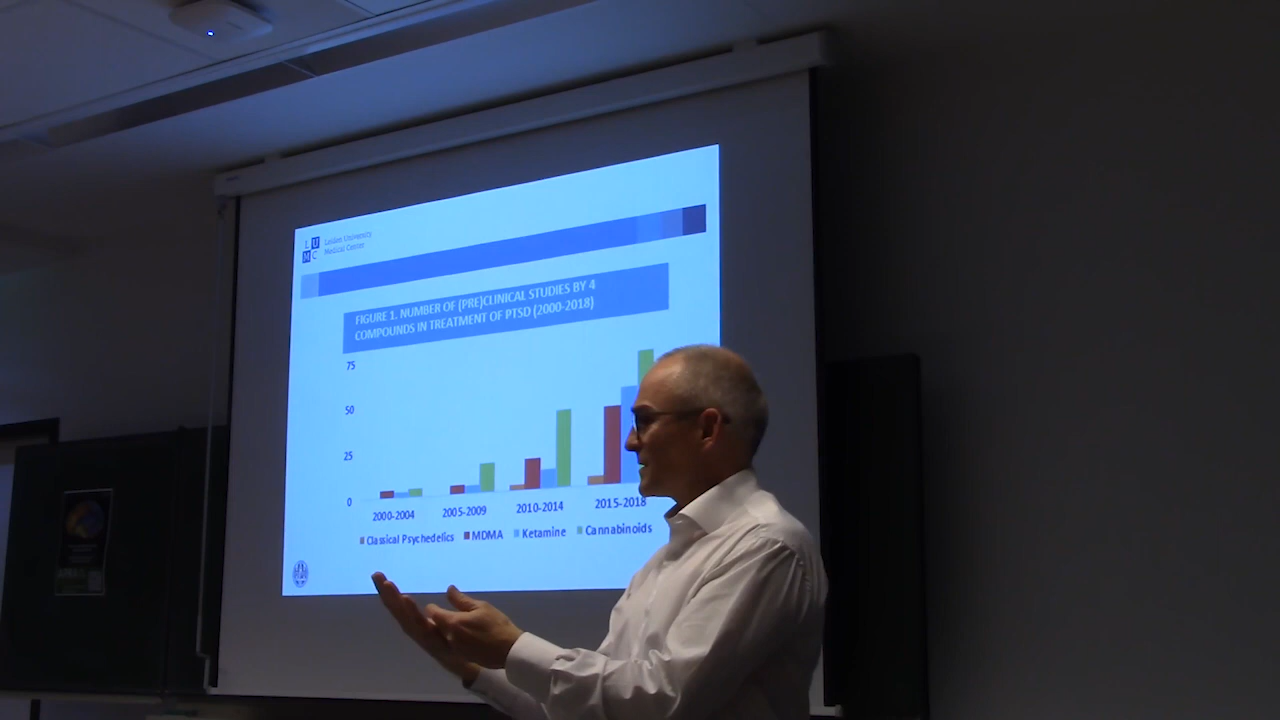 L U
M C
Leiden University
Medical Center
FIGURE 1. NUMBER OF (PRE)CLINICAL STUDIES BY 4
COMPOUNDS IN TREATMENT OF PTSD (2000-2018)
75
50
25
0
2000-2004 2005-2009 2010-2014 2015-2018
Classical Psychedelics MDMA Ketamine Cannabinoids